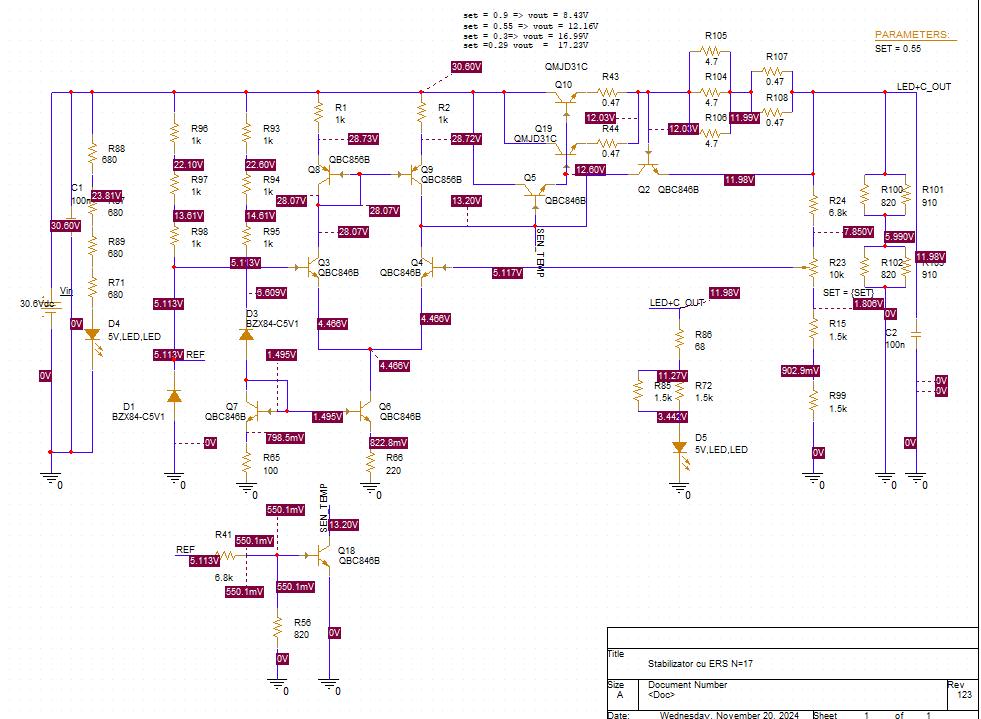 set = 0.9 => vout = 8.43V
set = 0.55 => vout = 12.16V
set = 0.3=> vout = 16.99V
set =0.29 vout  =  17.23V
PARAMETERS:
SET = 0.55
30.60V
QMJD31C
Q10
R43
0.47
R105
4.7
R104
4.7
R106
4.7
R107
0.47
R108
0.47
LED+C_OUT
12.03V
12.03V
11.99V
Q19
QMJD31C
R44
0.47
12.60V
Q5
QBC846B
Q2
QBC846B
11.98V
R88
680
R96
1k
R93
1k
R1
1k
R2
1k
28.73V
28.72V
22.10V
22.60V
Q8
QBC856B
Q9
QBC856B
R97
1k
R94
1k
C1
100n
23.81V
680
28.07V
28.07V
13.20V
13.61V
14.61V
30.60V
R98
1k
R95
1k
28.07V
R89
680
SEN_TEMP
R24
6.8k
R100
820
R101
910
7.850V
5.990V
11.98V
5.113V
Q3
QBC846B
Q4
QBC846B
5.117V
R23
10k
R102
820
910
SET = {SET}
1.806V
0V
R71
680
Vin
30.6Vdc
6.609V
5.113V
D3
BZX84-C5V1
4.466V
4.466V
0V
D4
5V,LED,LED
LED+C_OUT
11.98V
R86
68
R15
1.5k
C2
100n
5.113V
REF
1.495V
4.466V
0V
11.27V
R85
1.5k
R72
1.5k
902.9mV
0V
0V
D1
BZX84-C5V1
Q7
QBC846B
1.495V
Q6
QBC846B
3.442V
R99
1.5k
0V
798.5mV
822.8mV
D5
5V,LED,LED
0V
0V
R65
100
R66
220
0
0
0
0
0
0
0
0
SEN_TEMP
550.1mV
13.20V
R41
550.1mV
REF
5.113V
6.8k
550.1mV
550.1mV
Q18
QBC846B
R56
820
0V
0V
0
0
Title
Stabilizator cu ERS N=17
Size
A
Document Number
<Doc>
Rev
123
Date:
Wednesday, November 20, 2024
Sheet
1
of
1